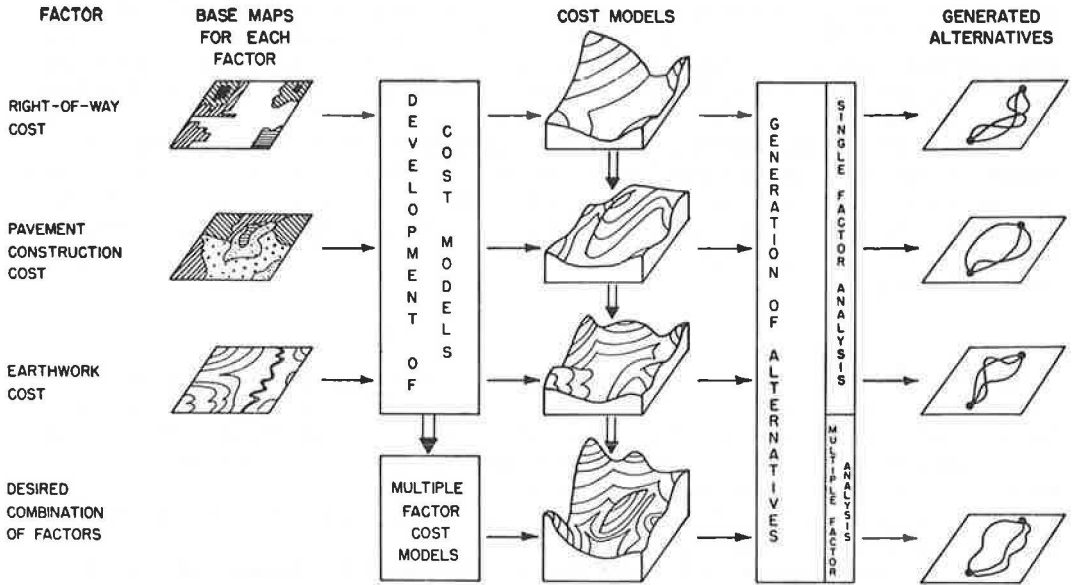 FACTOR
BASE MAPS
FOR EACH
FACTOR
COST MODELS
GENERATED
ALTERNATIVES
RIGHT-OF-WAY
COST
PAVEMENT
CONSTRUCTION
COST
EARTHWORK
COST
DESIRED
COMBINATION
OF FACTORS
DEVELOPMENT OF
COST MODELS
MULTIPLE
FACTOR
COST
MODELS
GENERATION OF ALTERNATIVES
SINGLE FACTOR ANALYSIS
MULTIPLE FACTOR
ANALYSIS